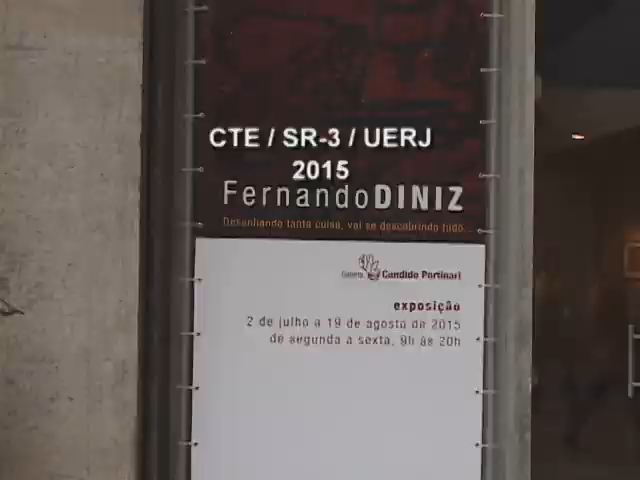 CTE / SR-3 / UERJ
2015
FernandoDINIZ
Desenhando tanta coisa, vai se descobrindo tudo...
Galeria Candido Portinari
exposição
2 de julho a 19 de agosto de 2015
de segunda a sexta, 9h às 20h